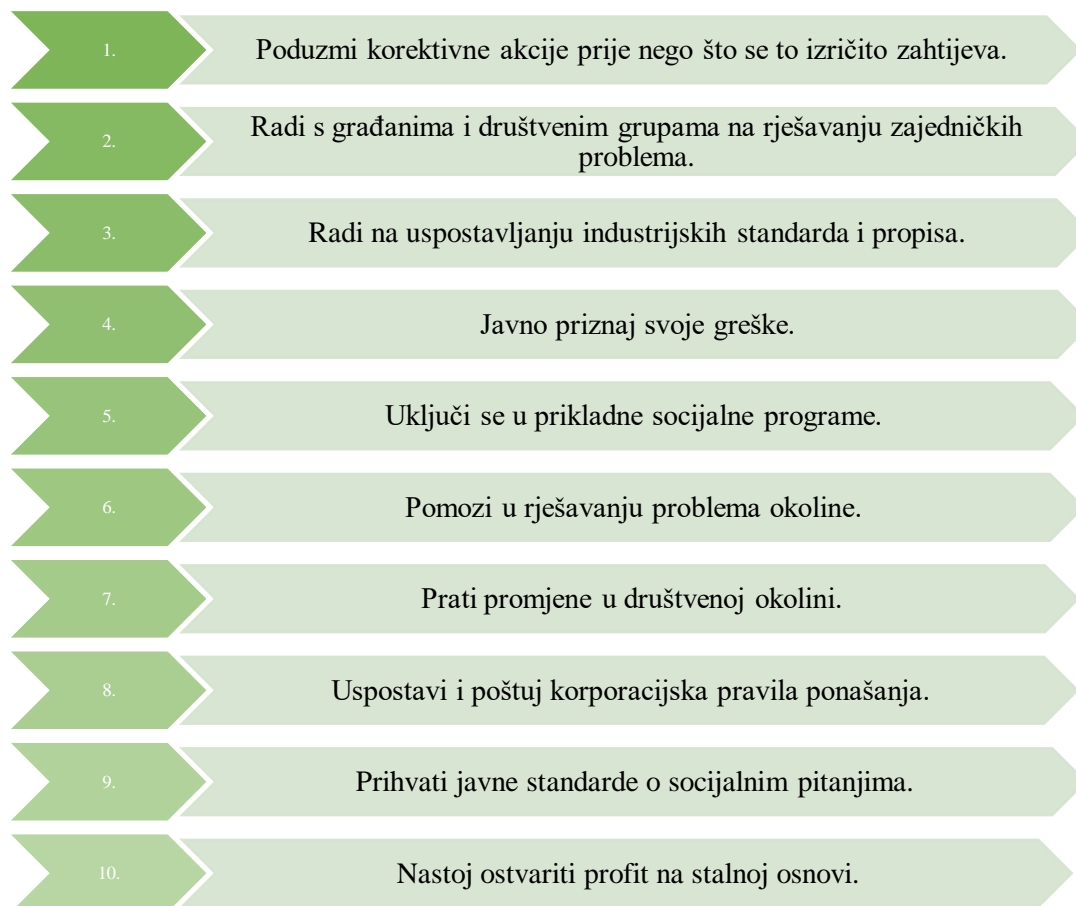 1.
Poduzmi korektivne akcije prije nego što se to izričito zahtijeva.
2.
Radi s građanima i društvenim grupama na rješavanju zajedničkih
problema.
3.
Radi na uspostavljanju industrijskih standarda i propisa.
4.
Javno priznaj svoje greške.
5.
Uključi se u prikladne socijalne programe.
6.
Pomozi u rješavanju problema okoline.
7.
Prati promjene u društvenoj okolini.
8.
Uspostavi i poštuj korporacijska pravila ponašanja.
9.
Prihvati javne standarde o socijalnim pitanjima.
10.
Nastoj ostvariti profit na stalnoj osnovi.